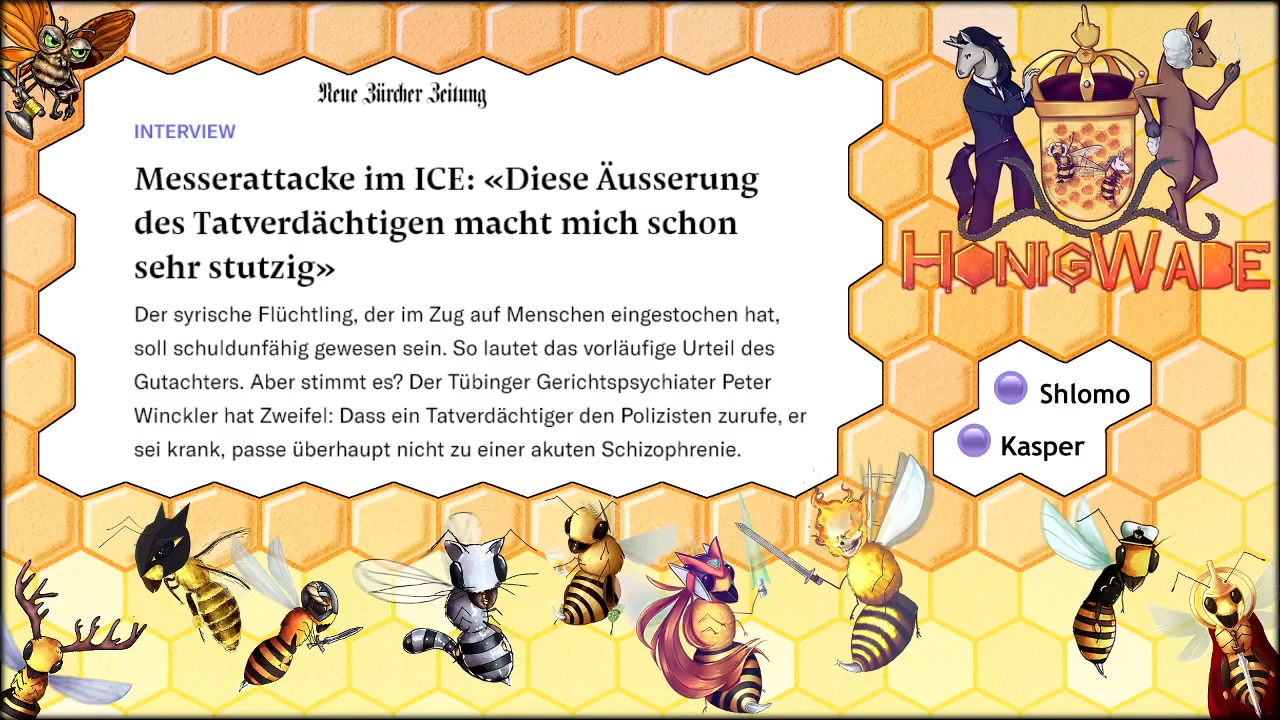 Neue Zürcher Zeitung
INTERVIEW
Messerattacke im ICE: «Diese Äusserung
des Tatverdächtigen macht mich schon
sehr stutzig»
Der syrische Flüchtling, der im Zug auf Menschen eingestochen hat,
soll schuldunfähig gewesen sein. So lautet das vorläufige Urteil des
Gutachters. Aber stimmt es? Der Tübinger Gerichtspsychiater Peter
Winckler hat Zweifel: Dass ein Tatverdächtiger den Polizisten zurufe, er
sei krank, passe überhaupt nicht zu einer akuten Schizophrenie.
HONIGWABE
Shlomo
Kasper